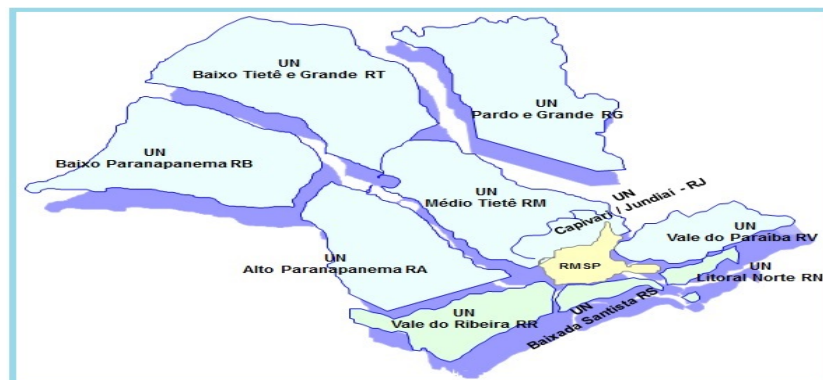 UN
Baixo Tietê e Grande RT
UN
Pardo e Grande RG
UN
Baixo Paranapanema RB
UN
Médio Tietê RM
UN
Capivari / Jundiaí - RJ
UN
Vale do Paraíba RV
RMSP
UN
Alto Paranapanema RA
UN
Litoral Norte RN
UN
Vale do Ribeira RR
UN
Baixada Santista RS